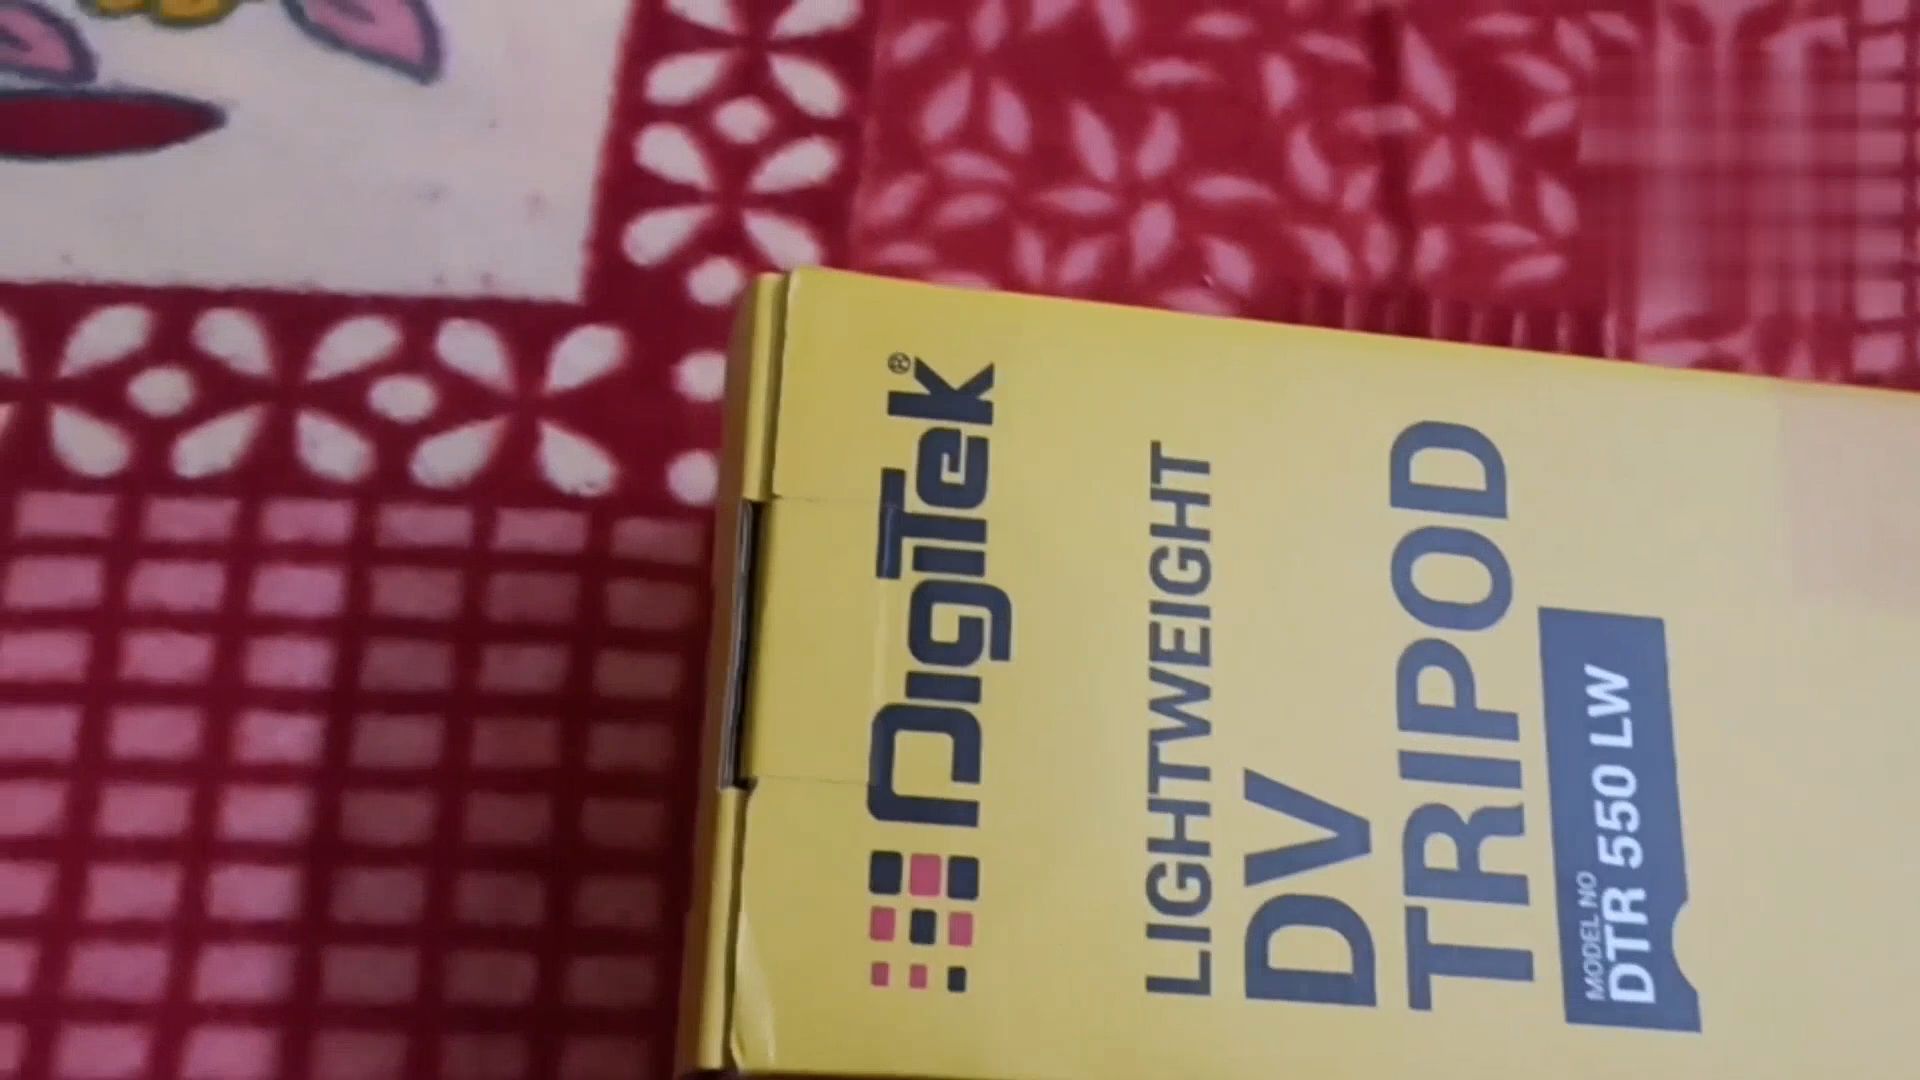 DIGITEK®
LIGHTWEIGHT
DV
TRIPOD
MODEL NO
DTR 550 LW